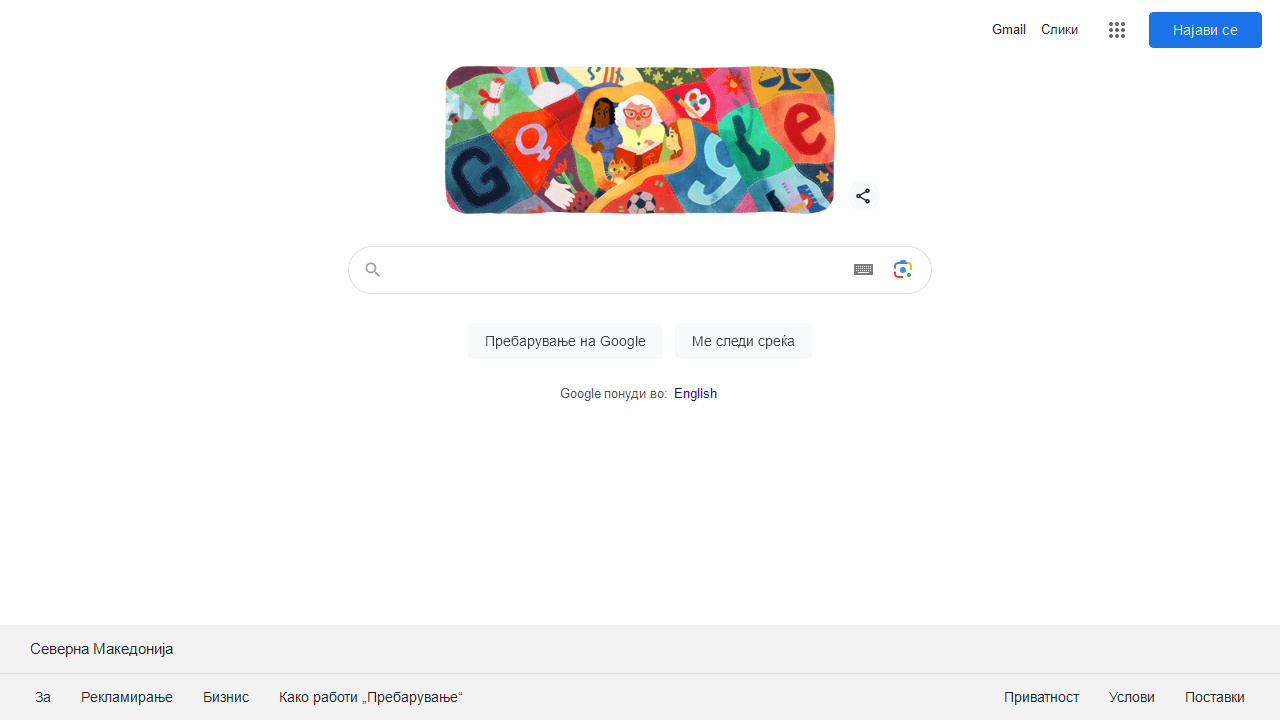 Gmail Слики Најави се
Пребарување на Google Ме следи среќа
Google понуди во: English
Северна Македонија
За Рекламирање Бизнис Како работи „Пребарување“ Приватност Услови Поставки